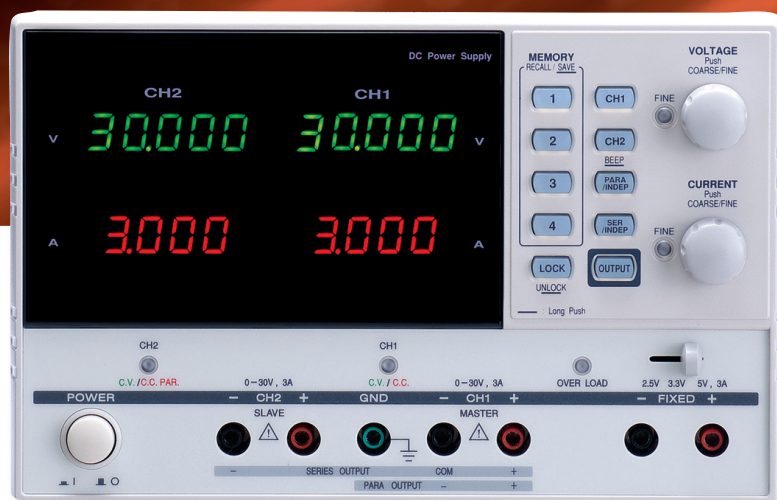 DC Power Supply
CH2 CH1
V 30.000 30.000 V
A 3.000 3.000 A
MEMORY
RECALL / SAVE
1 CH1
2 CH2
BEEP
3 PARA /INDEP
4 SER /INDEP
LOCK OUTPUT
UNLOCK
Long Push
VOLTAGE
Push
COARSE/FINE
FINE
CURRENT
Push
COARSE/FINE
FINE
CH2 CH1
C.V. /C.C. PAR. 0-30V, 3A C.V. / C.C. 0-30V, 3A OVER LOAD 2.5V 3.3V 5V, 3A
POWER - CH2 + GND - CH1 + - FIXED +
SLAVE MASTER
I O
- SERIES OUTPUT COM +
PARA OUTPUT - +